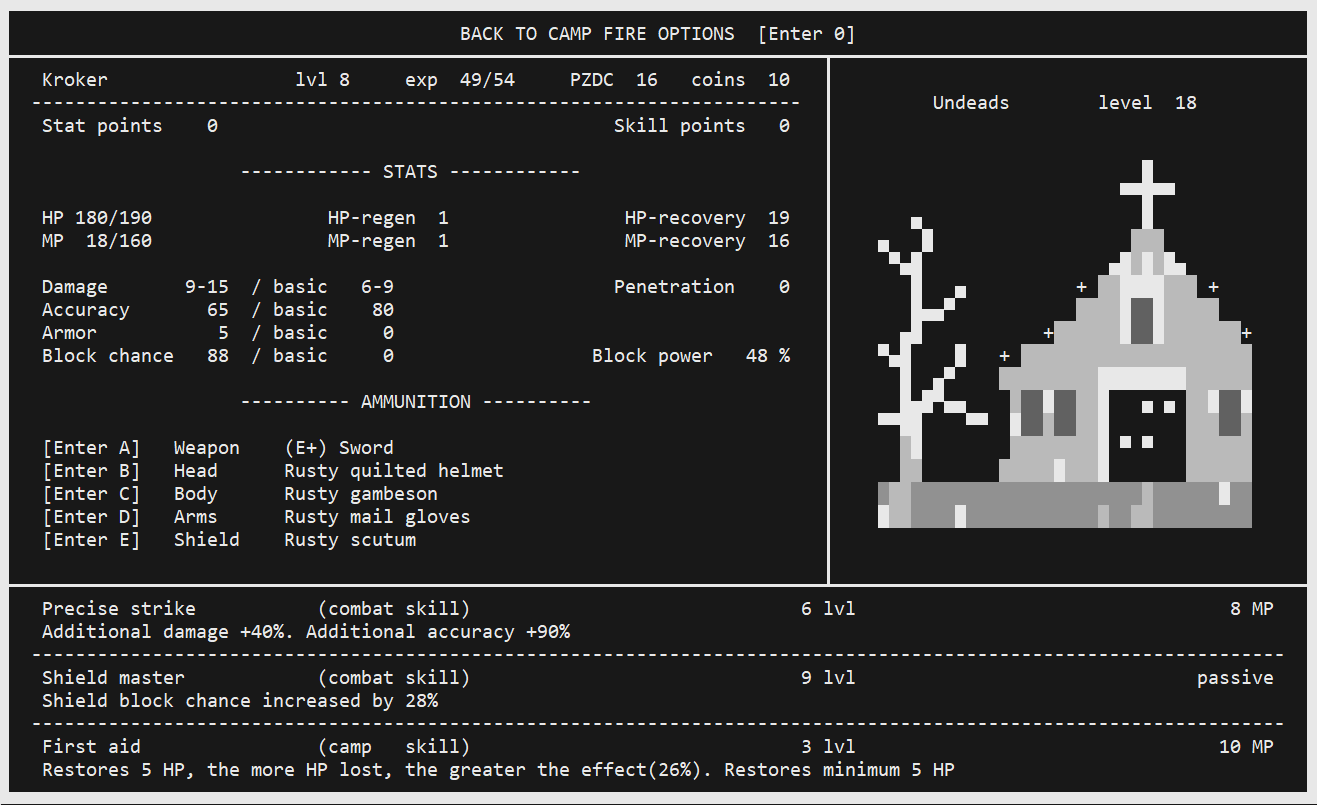 BACK TO CAMP FIRE OPTIONS [Enter 0]
Kroker lvl 8 exp 49/54 PZDC 16 coins 10
Stat points 0 Skill points 0
------------ STATS ------------
HP 180/190 HP-regen 1 HP-recovery 19
MP 18/160 MP-regen 1 MP-recovery 16
Damage 9-15 / basic 6-9 Penetration 0
Accuracy 65 / basic 80
Armor 5 / basic 0
Block chance 88 / basic 0 Block power 48 %
---------- AMMUNITION ----------
[Enter A] Weapon (E+) Sword
[Enter B] Head Rusty quilted helmet
[Enter C] Body Rusty gambeson
[Enter D] Arms Rusty mail gloves
[Enter E] Shield Rusty scutum
Undeads level 18
+ +
+ +
+
Precise strike (combat skill) 6 lvl 8 MP
Additional damage +40%. Additional accuracy +90%
Shield master (combat skill) 9 lvl passive
Shield block chance increased by 28%
First aid (camp skill) 3 lvl 10 MP
Restores 5 HP, the more HP lost, the greater the effect(26%). Restores minimum 5 HP